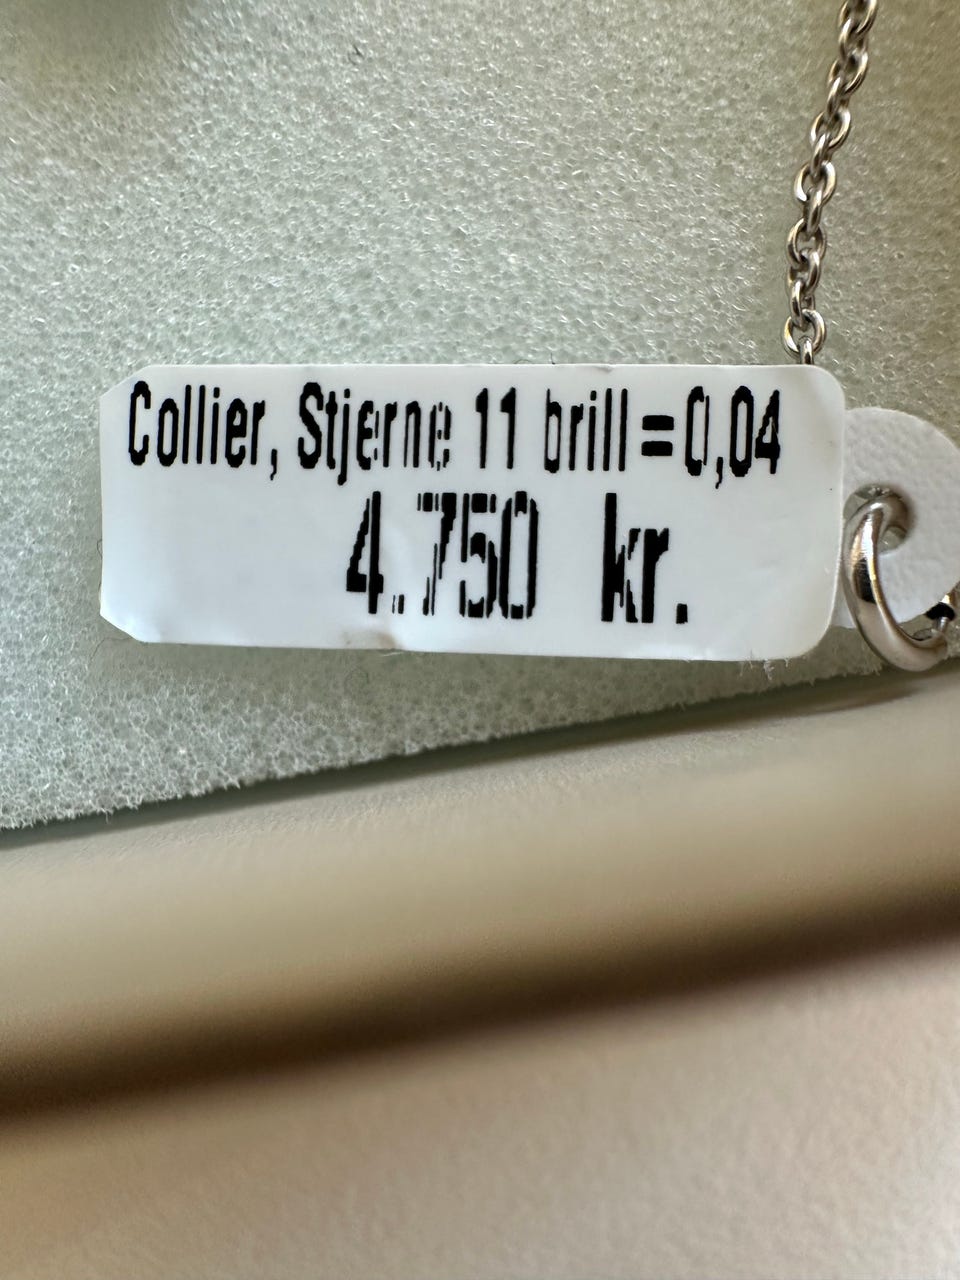 Collier, Stjerne 11 brill=0,04
4.750 kr.